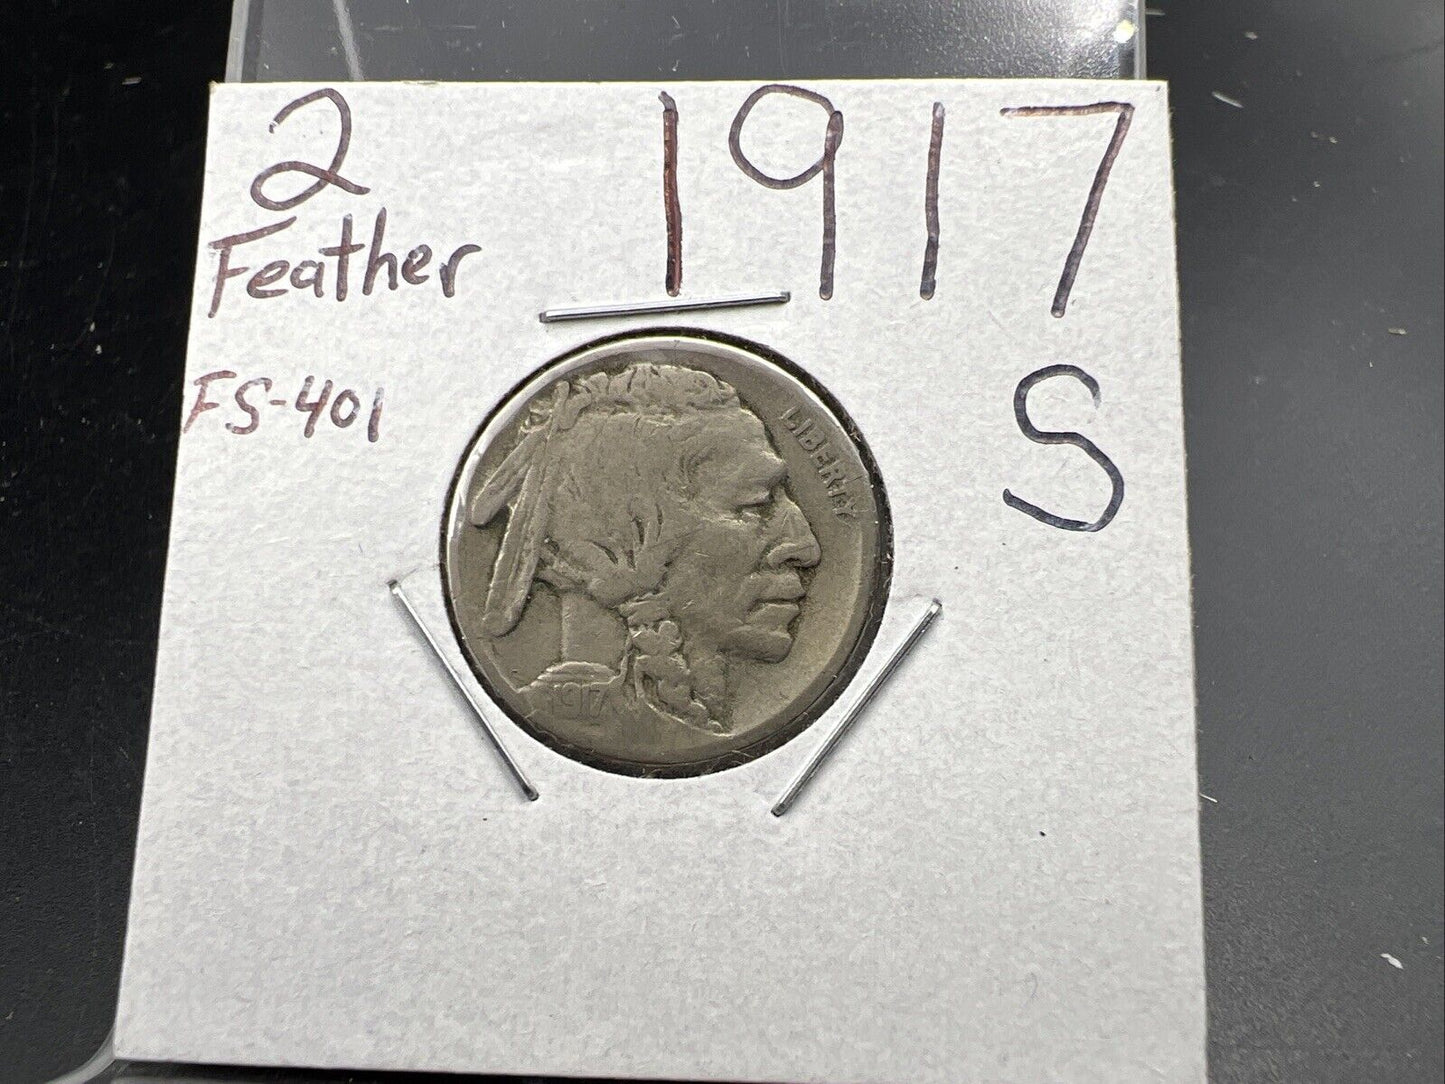 2
Feather
FS-401
1917
S
LIBERTY
1917